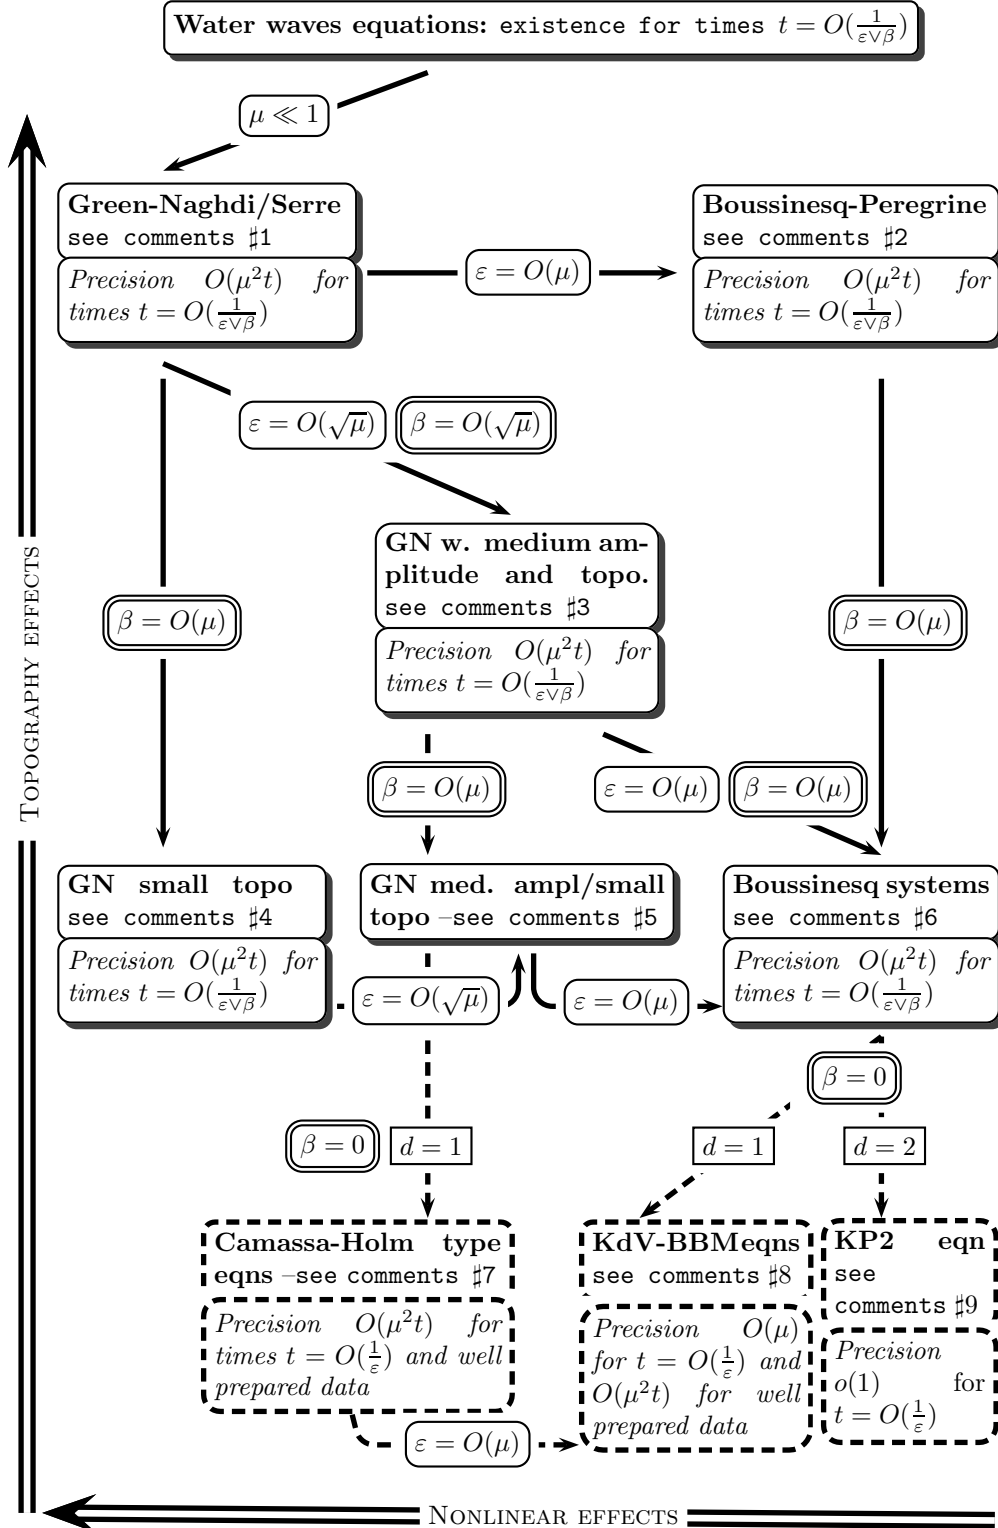 Water waves equations: existence for times t = O(1/(ε∨β))
μ ≪ 1
Green-Naghdi/Serre
see comments ♯1
Precision O(μ²t) for
times t = O(1/(ε∨β))
ε = O(μ)
Boussinesq-Peregrine
see comments ♯2
Precision O(μ²t) for
times t = O(1/(ε∨β))
ε = O(√μ)
β = O(√μ)
GN w. medium am-
plitude and topo.
see comments ♯3
Precision O(μ²t) for
times t = O(1/(ε∨β))
β = O(μ)
β = O(μ)
TOPOGRAPHY EFFECTS
β = O(μ)
ε = O(μ)
β = O(μ)
GN small topo
see comments ♯4
Precision O(μ²t) for
times t = O(1/(ε∨β))
GN med. ampl/small
topo –see comments ♯5
Boussinesq systems
see comments ♯6
Precision O(μ²t) for
times t = O(1/(ε∨β))
ε = O(√μ)
ε = O(μ)
β = 0
β = 0
d = 1
d = 1
d = 2
Camassa-Holm type
eqns –see comments ♯7
Precision O(μ²t) for
times t = O(1/ε) and well
prepared data
KdV-BBM eqns
see comments ♯8
Precision O(μ)
for t = O(1/ε) and
O(μ²t) for well
prepared data
KP2 eqn
see
comments ♯9
Precision
o(1) for
t = O(1/ε)
ε = O(μ)
NONLINEAR EFFECTS